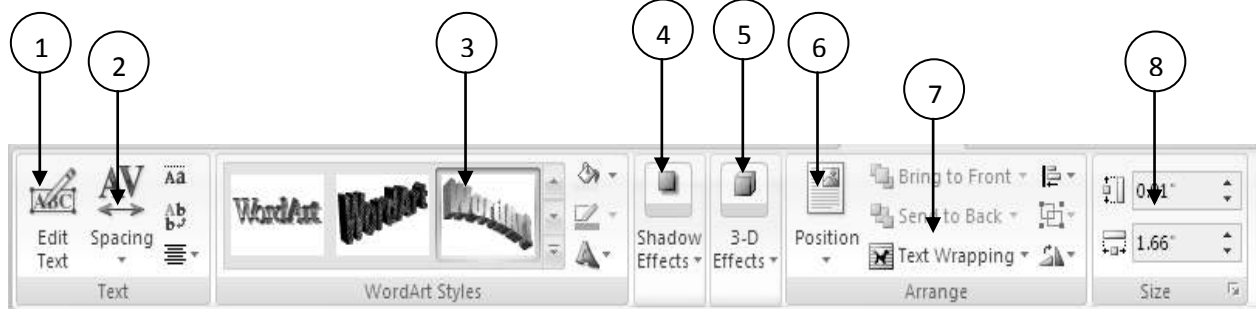 1
2
3
4
5
6
7
8
ABC
AV
Aa
Ab
b
Edit
Text
Spacing
WordArt
WordArt
Shadow
Effects
3-D
Effects
Position
Bring to Front
Send to Back
Text Wrapping
1.66"
Text
WordArt Styles
Arrange
Size